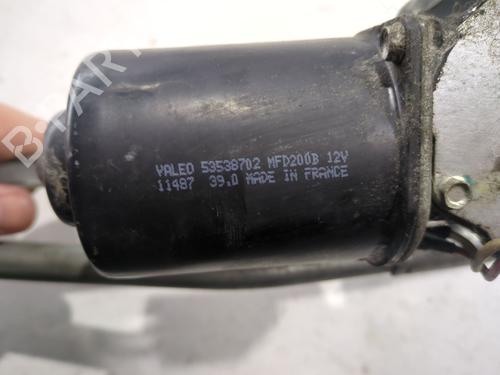 VALEO 53538702 MFD200B 12V
11487 39.0 MADE IN FRANCE